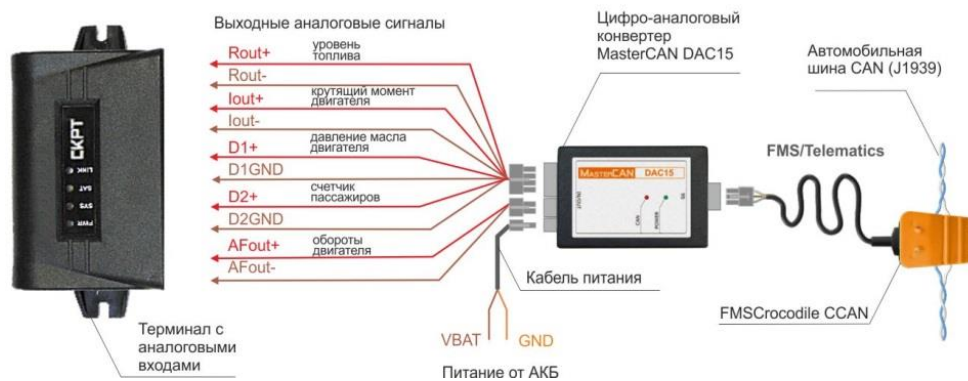 Выходные аналоговые сигналы
Rout+
уровень
топлива
Rout-
Iout+
крутящий момент
двигателя
Iout-
D1+
давление масла
двигателя
D1GND
D2+
счетчик
пассажиров
D2GND
AFout+
обороты
двигателя
AFout-
СКРТ
LINK
SAT
SYS
PWR
Терминал с
аналоговыми
входами
VBAT
GND
Питание от АКБ
Кабель питания
Цифро-аналоговый
конвертер
MasterCAN DAC15
MASTERCAN
DAC15
CAN
POWER
FMS/Telematics
Автомобильная
шина CAN (J1939)
FMSCrocodile CCAN